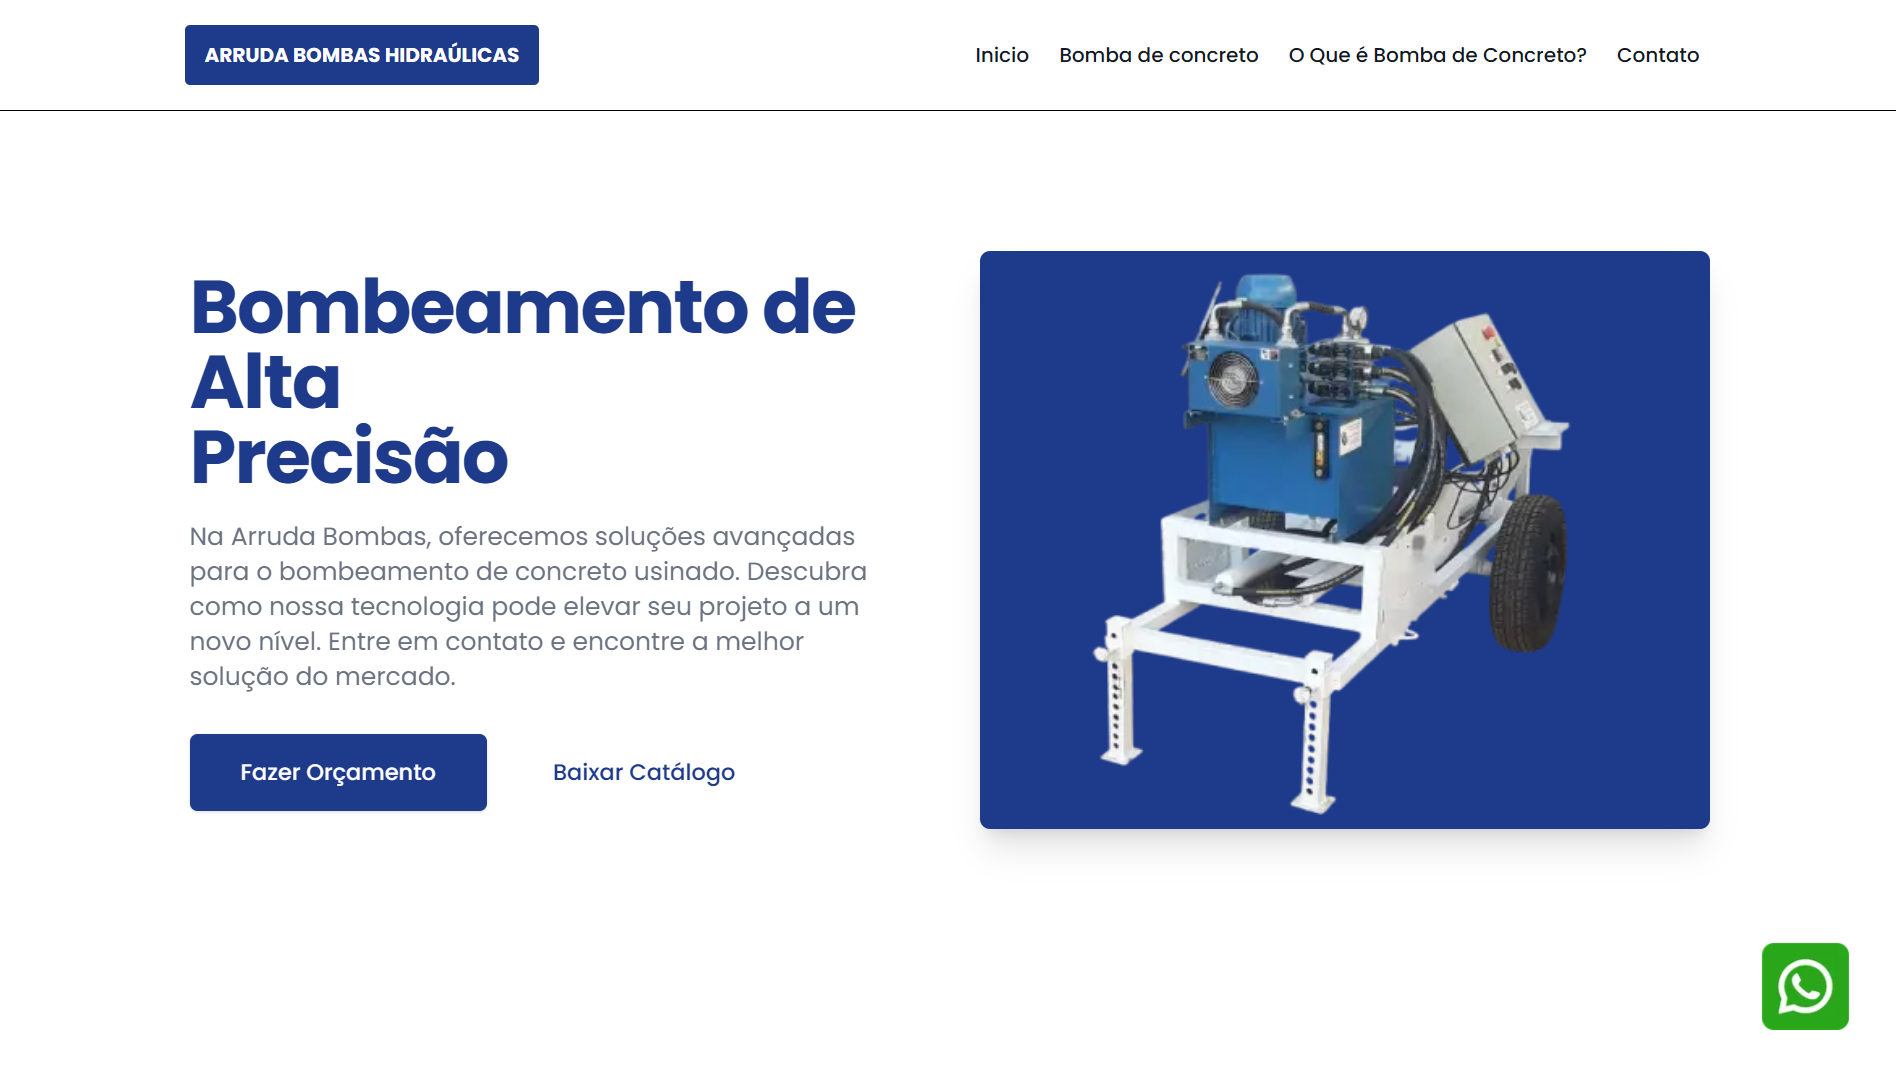 ARRUDA BOMBAS HIDRAÚLICAS
Inicio
Bomba de concreto
O Que é Bomba de Concreto?
Contato
Bombeamento de
Alta
Precisão
Na Arruda Bombas, oferecemos soluções avançadas
para o bombeamento de concreto usinado. Descubra
como nossa tecnologia pode elevar seu projeto a um
novo nível. Entre em contato e encontre a melhor
solução do mercado.
Fazer Orçamento
Baixar Catálogo